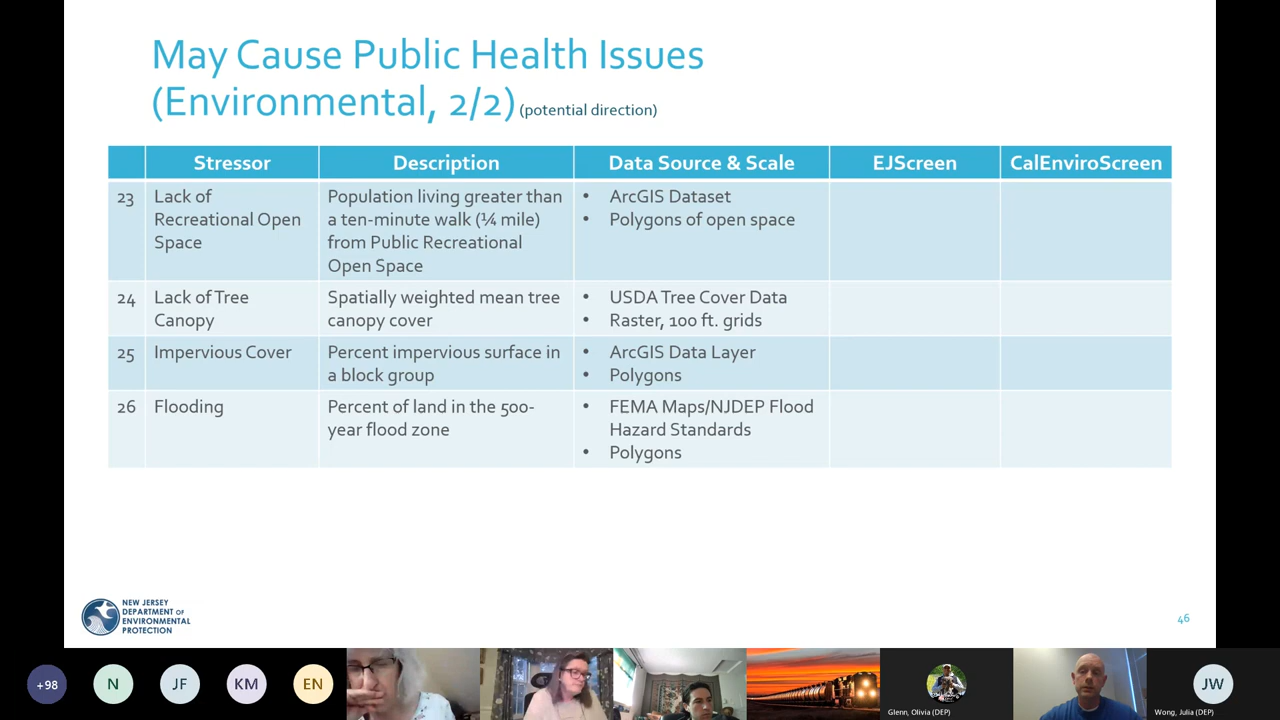 May Cause Public Health Issues
(Environmental, 2/2) (potential direction)
Stressor Description Data Source & Scale EJScreen CalEnviroScreen
23 Lack of Recreational Open Space Population living greater than a ten-minute walk (¼ mile) from Public Recreational Open Space • ArcGIS Dataset • Polygons of open space
24 Lack of Tree Canopy Spatially weighted mean tree canopy cover • USDA Tree Cover Data • Raster, 100 ft. grids
25 Impervious Cover Percent impervious surface in a block group • ArcGIS Data Layer • Polygons
26 Flooding Percent of land in the 500-year flood zone • FEMA Maps/NJDEP Flood Hazard Standards • Polygons
NEW JERSEY
DEPARTMENT OF
ENVIRONMENTAL
PROTECTION
46
+98 N JF KM EN JW
Glenn, Olivia (DEP) Wong, Julia (DEP)